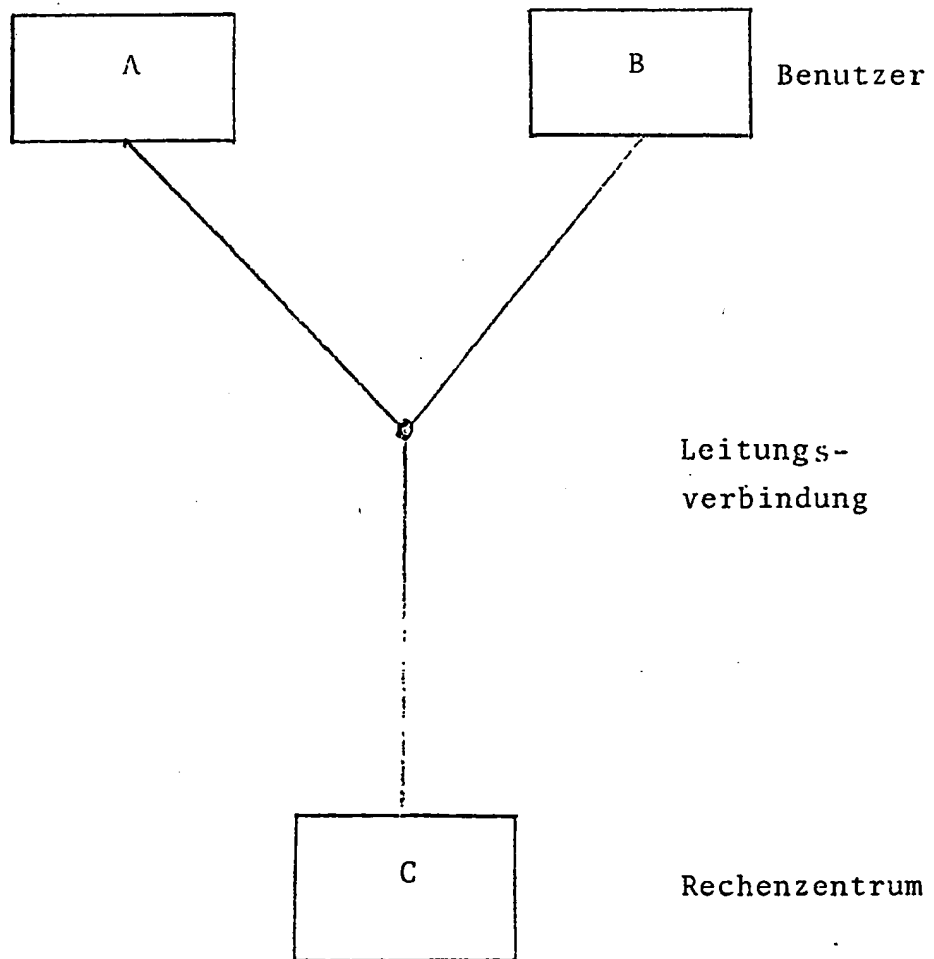 A
B
Benutzer
Leitungs-
verbindung
C
Rechenzentrum